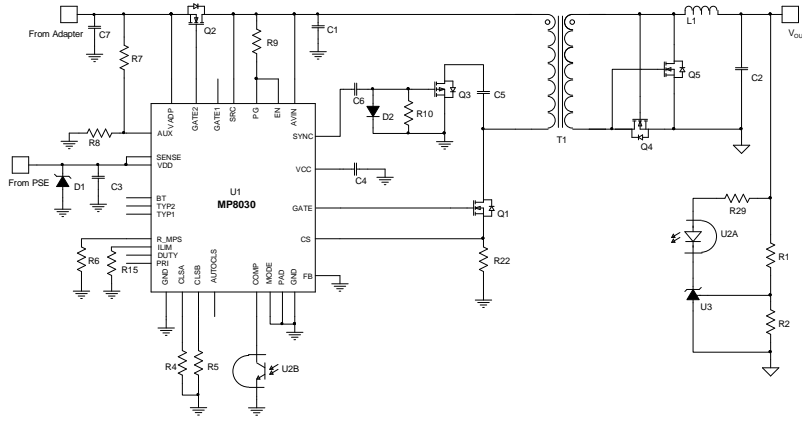 From Adapter
C7
Q2
C1
L1
VOUT
R7
R9
VADP
GATE2
GATE1
SRC
PG
EN
AVIN
C6
D2
R10
Q3
C5
Q5
C2
R8
AUX
SYNC
T1
Q4
SENSE
VDD
From PSE
D1
C3
VCC
C4
U1
MP8030
BT
TYP2
TYP1
GATE
Q1
R29
U2A
R_MPS
ILIM
DUTY
PRI
CS
R6
R15
R22
R1
GND
CLSA
CLSB
AUTOCLS
COMP
MODE
PAD
GND
FB
U3
R2
R4
R5
U2B